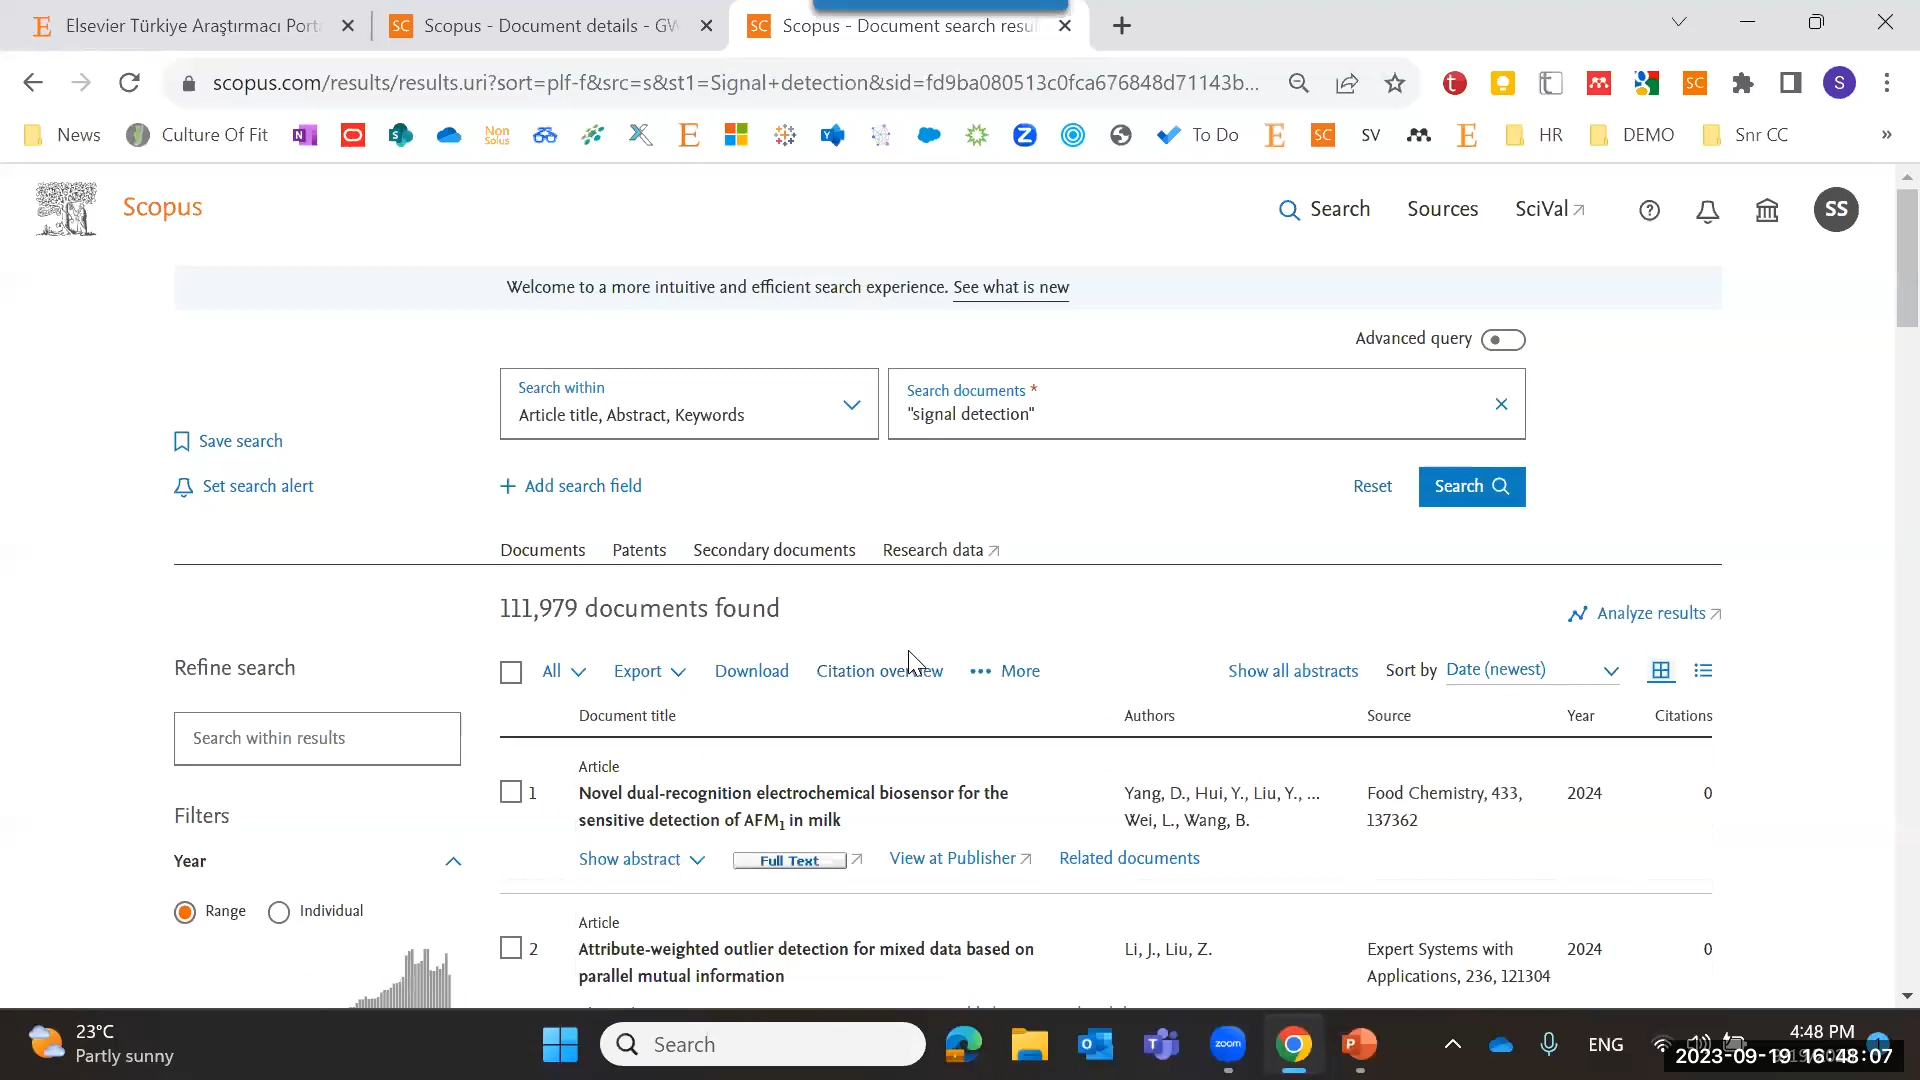 Elsevier Türkiye Araştırmacı Port
Scopus - Document details - GW
Scopus - Document search resul
scopus.com/results/results.uri?sort=plf-f&src=s&st1=Signal+detection&sid=fd9ba080513c0fca676848d71143b...
S
News
Culture Of Fit
Non Solus
To Do
SC
SV
HR
DEMO
Snr CC
»
Scopus
Search
Sources
SciVal
SS
Welcome to a more intuitive and efficient search experience. See what is new
Advanced query
Search within
Article title, Abstract, Keywords
Search documents *
"signal detection"
Save search
Set search alert
+ Add search field
Reset
Search
Documents
Patents
Secondary documents
Research data
111,979 documents found
Analyze results
Refine search
All
Export
Download
Citation overview
More
Show all abstracts
Sort by Date (newest)
Document title
Authors
Source
Year
Citations
Search within results
Article
1
Novel dual-recognition electrochemical biosensor for the
sensitive detection of AFM1 in milk
Yang, D., Hui, Y., Liu, Y., ...
Wei, L., Wang, B.
Food Chemistry, 433,
137362
2024
0
Filters
Show abstract
Full Text
View at Publisher
Related documents
Year
Range
Individual
Article
2
Attribute-weighted outlier detection for mixed data based on
parallel mutual information
Li, J., Liu, Z.
Expert Systems with
Applications, 236, 121304
2024
0
23°C
Partly sunny
Search
zoom
ENG
4:48 PM
2023-09-19 16:48:07